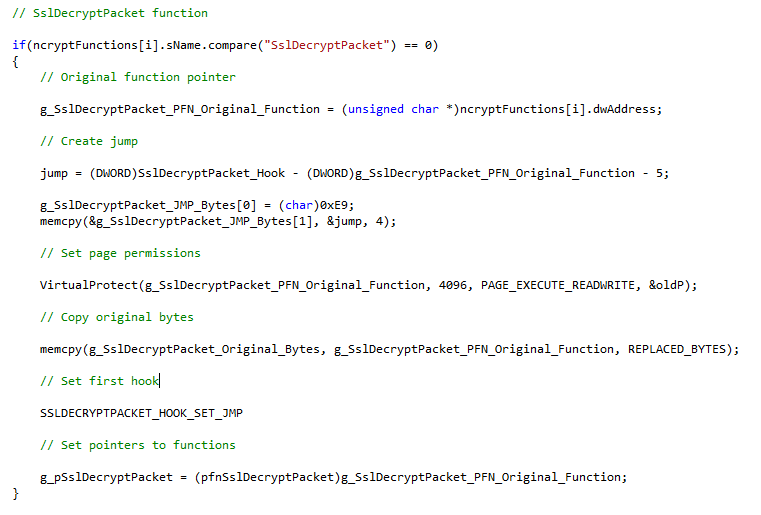 // SslDecryptPacket function
if(ncryptFunctions[i].sName.compare("SslDecryptPacket") == 0)
{
// Original function pointer
g_SslDecryptPacket_PFN_Original_Function = (unsigned char *)ncryptFunctions[i].dwAddress;
// Create jump
jump = (DWORD)SslDecryptPacket_Hook - (DWORD)g_SslDecryptPacket_PFN_Original_Function - 5;
g_SslDecryptPacket_JMP_Bytes[0] = (char)0xE9;
memcpy(&g_SslDecryptPacket_JMP_Bytes[1], &jump, 4);
// Set page permissions
VirtualProtect(g_SslDecryptPacket_PFN_Original_Function, 4096, PAGE_EXECUTE_READWRITE, &oldP);
// Copy original bytes
memcpy(g_SslDecryptPacket_Original_Bytes, g_SslDecryptPacket_PFN_Original_Function, REPLACED_BYTES);
// Set first hook
SSLDECRYPTPACKET_HOOK_SET_JMP
// Set pointers to functions
g_pSslDecryptPacket = (pfnSslDecryptPacket)g_SslDecryptPacket_PFN_Original_Function;
}